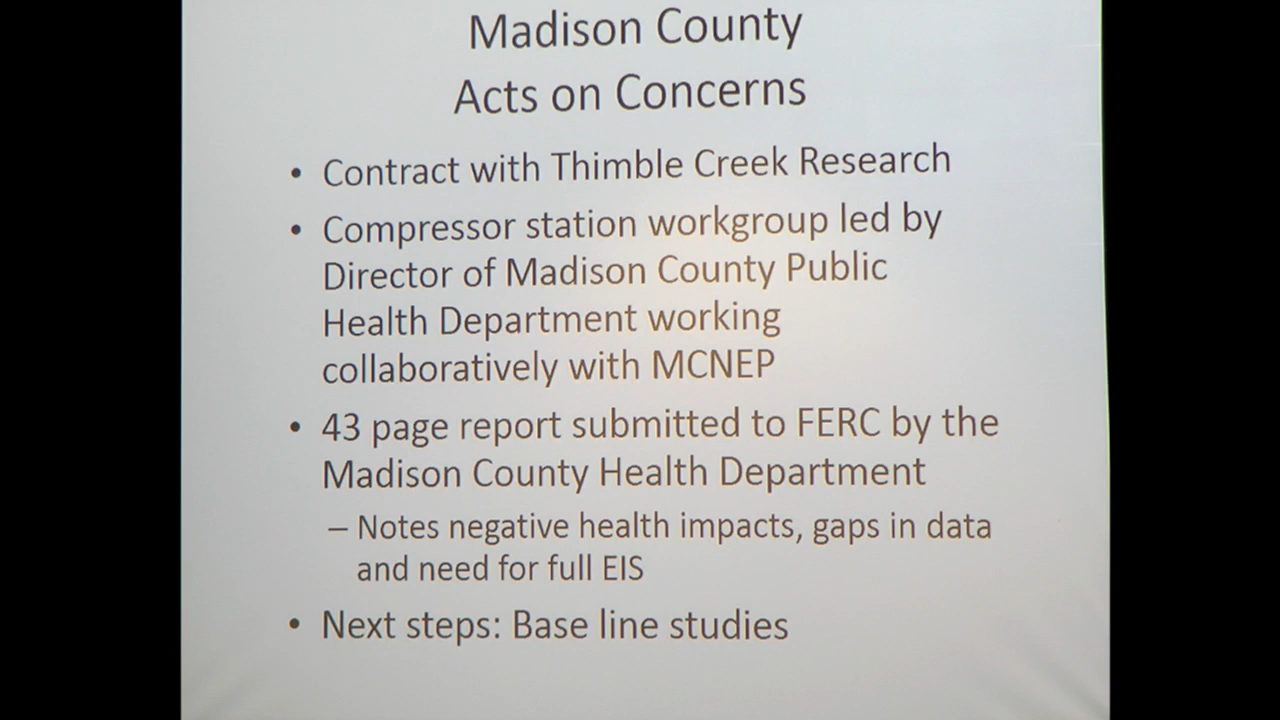 Madison County
Acts on Concerns
• Contract with Thimble Creek Research
• Compressor station workgroup led by
Director of Madison County Public
Health Department working
collaboratively with MCNEP
• 43 page report submitted to FERC by the
Madison County Health Department
– Notes negative health impacts, gaps in data
and need for full EIS
• Next steps: Base line studies